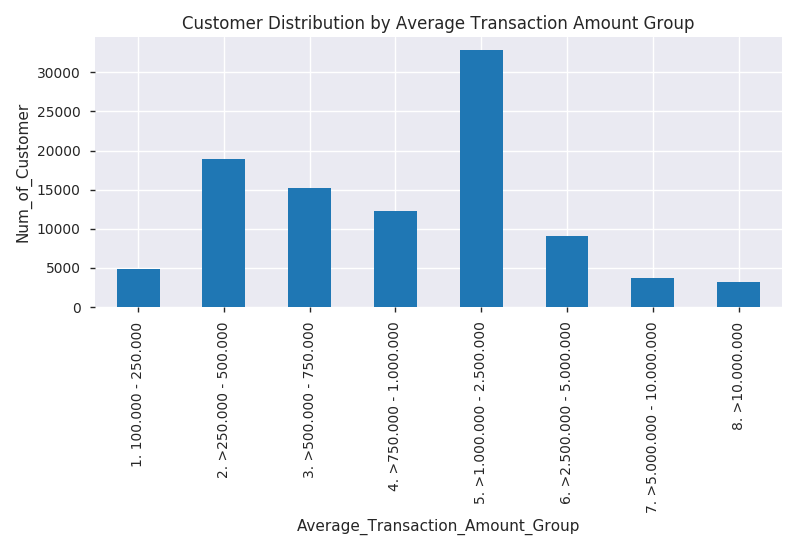 Customer Distribution by Average Transaction Amount Group
Num_of_Customer
30000
25000
20000
15000
10000
5000
0
1. 100.000 - 250.000
2. >250.000 - 500.000
3. >500.000 - 750.000
4. >750.000 - 1.000.000
5. >1.000.000 - 2.500.000
6. >2.500.000 - 5.000.000
7. >5.000.000 - 10.000.000
8. >10.000.000
Average_Transaction_Amount_Group